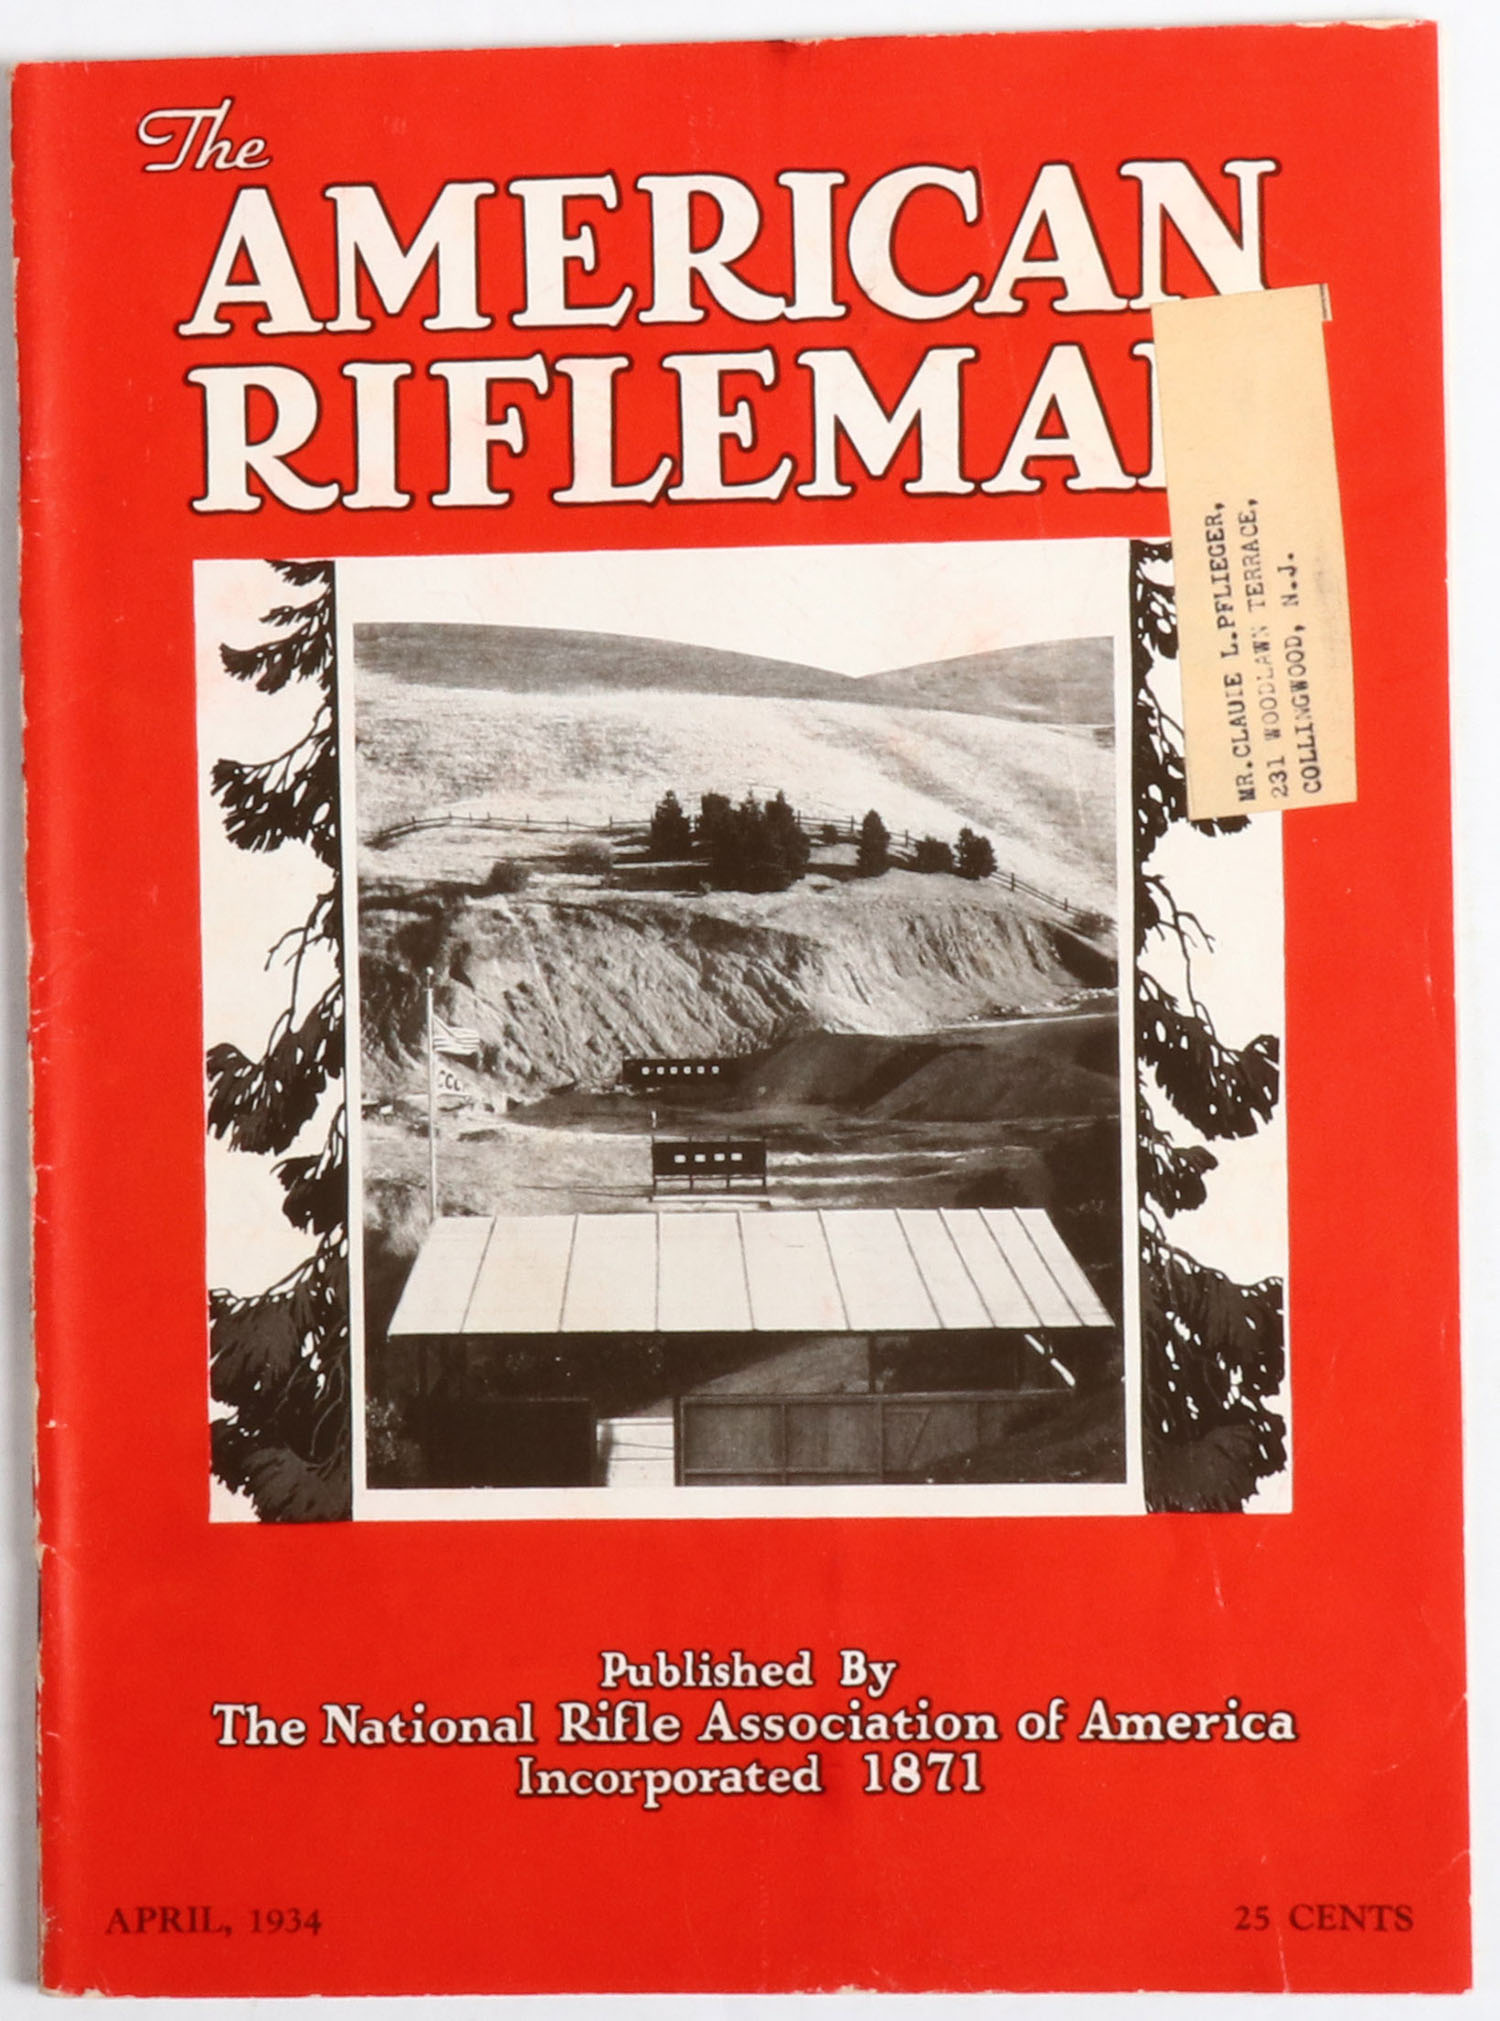 The
AMERICAN
RIFLEMAN
MR.CLAUIE L.PFLIEGER,
231 WOODLAWN TERRACE,
COLLINGWOOD, N.J.
Published By
The National Rifle Association of America
Incorporated 1871
APRIL, 1934
25 CENTS